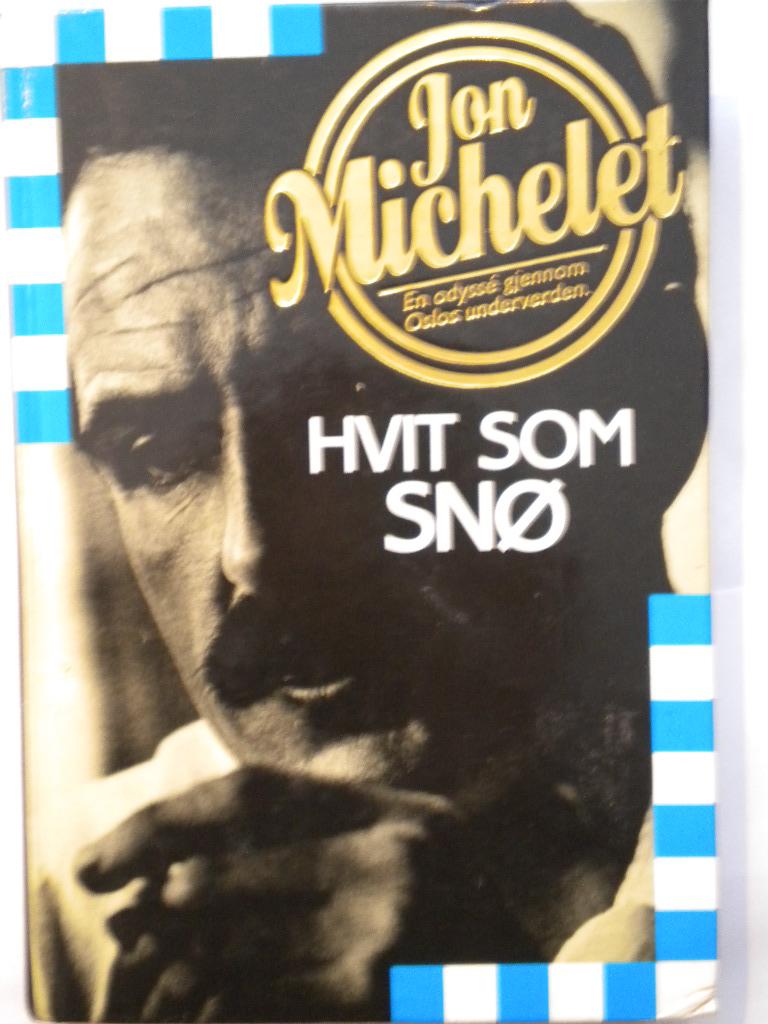 Jon
Michelet
En odyssé gjennom
Oslos underverden.
HVIT SOM
SNØ